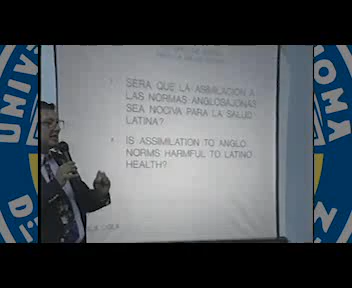 SERA QUE LA ASIMILACION A
LAS NORMAS ANGLOSAJONAS
SEA NOCIVA PARA LA SALUD
LATINA?
IS ASSIMILATION TO ANGLO
NORMS HARMFUL TO LATINO
HEALTH?